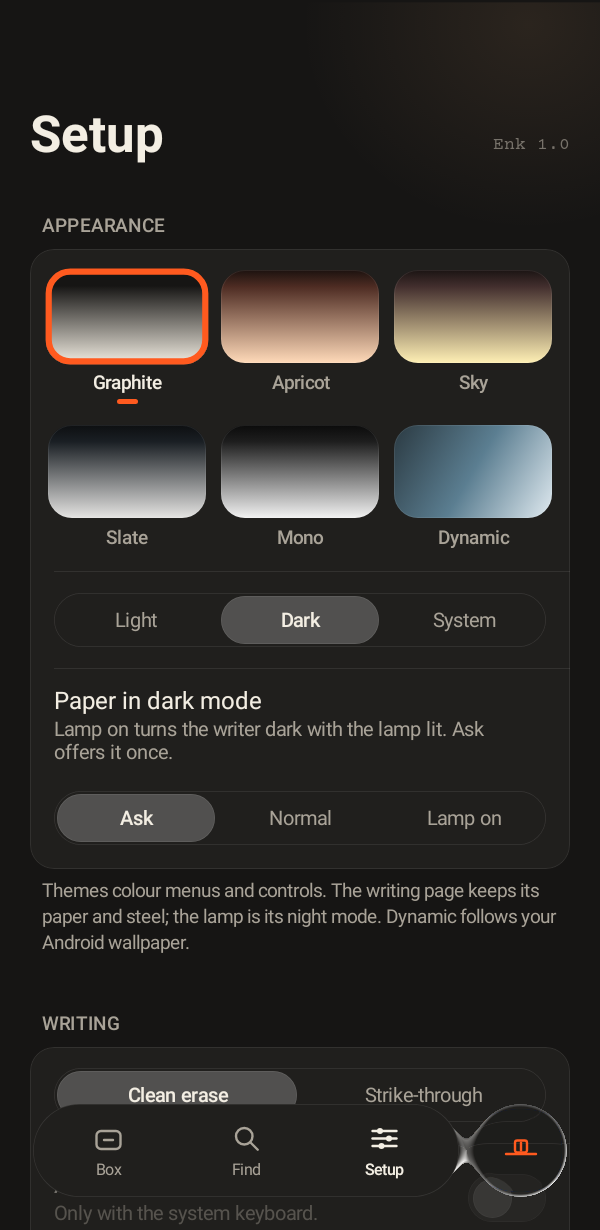 Setup
Enk 1.0
APPEARANCE
Graphite
Apricot
Sky
Slate
Mono
Dynamic
Light
Dark
System
Paper in dark mode
Lamp on turns the writer dark with the lamp lit. Ask
offers it once.
Ask
Normal
Lamp on
Themes colour menus and controls. The writing page keeps its
paper and steel; the lamp is its night mode. Dynamic follows your
Android wallpaper.
WRITING
Clean erase
Strike-through
Box
Find
Setup
Only with the system keyboard.